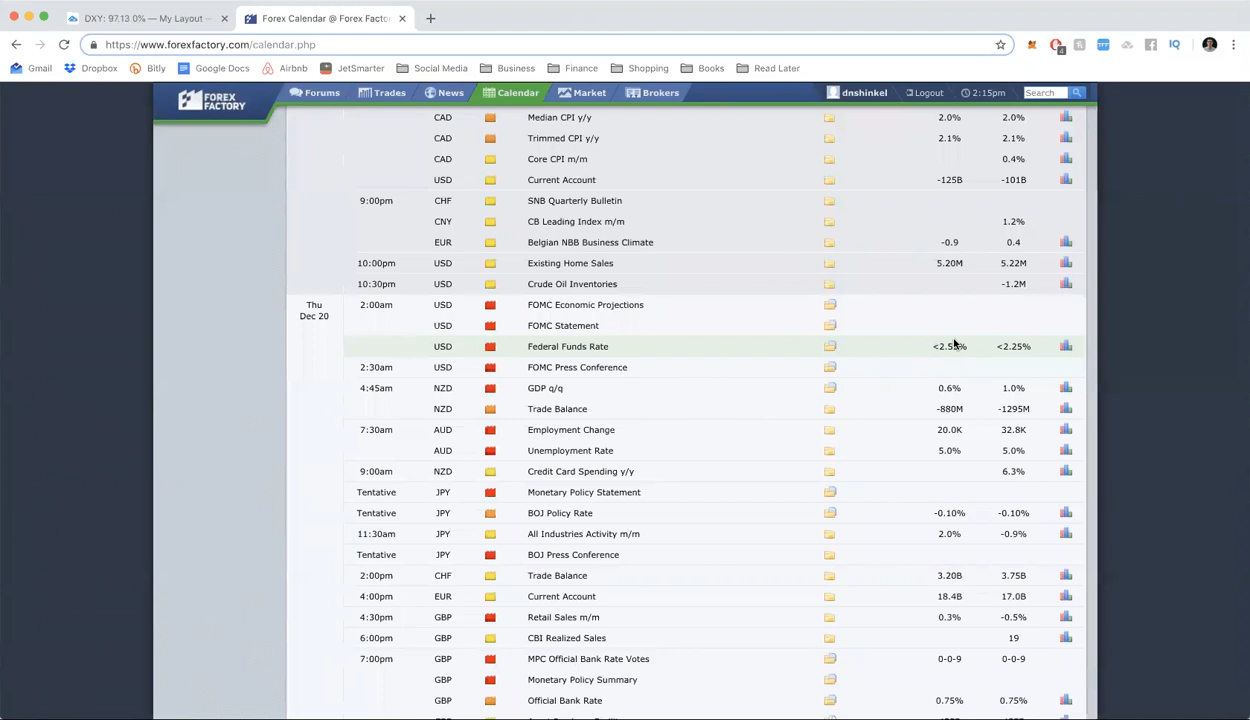 DXY: 97.13 0% — My Layout
Forex Calendar @ Forex Facto
https://www.forexfactory.com/calendar.php
4
Gmail Dropbox Bitly Google Docs Airbnb JetSmarter Social Media Business Finance Shopping Books Read Later
FOREX FACTORY
Forums Trades News Calendar Market Brokers dnshinkel Logout 2:15pm Search
CAD Median CPI y/y 2.0% 2.0%
CAD Trimmed CPI y/y 2.1% 2.1%
CAD Core CPI m/m 0.4%
USD Current Account -125B -101B
9:00pm CHF SNB Quarterly Bulletin
CNY CB Leading Index m/m 1.2%
EUR Belgian NBB Business Climate -0.9 0.4
10:00pm USD Existing Home Sales 5.20M 5.22M
10:30pm USD Crude Oil Inventories -1.2M
Thu Dec 20 2:00am USD FOMC Economic Projections
USD FOMC Statement
USD Federal Funds Rate <2.25%
2:30am USD FOMC Press Conference
4:45am NZD GDP q/q 0.6% 1.0%
NZD Trade Balance -880M -1295M
7:30am AUD Employment Change 20.0K 32.8K
AUD Unemployment Rate 5.0% 5.0%
9:00am NZD Credit Card Spending y/y 6.3%
Tentative JPY Monetary Policy Statement
Tentative JPY BOJ Policy Rate -0.10% -0.10%
11:30am JPY All Industries Activity m/m 2.0% -0.9%
Tentative JPY BOJ Press Conference
2:00pm CHF Trade Balance 3.20B 3.75B
4:00pm EUR Current Account 18.4B 17.0B
4:30pm GBP Retail Sales m/m 0.3% -0.5%
6:00pm GBP CBI Realized Sales 19
7:00pm GBP MPC Official Bank Rate Votes 0-0-9 0-0-9
GBP Monetary Policy Summary
GBP Official Bank Rate 0.75% 0.75%